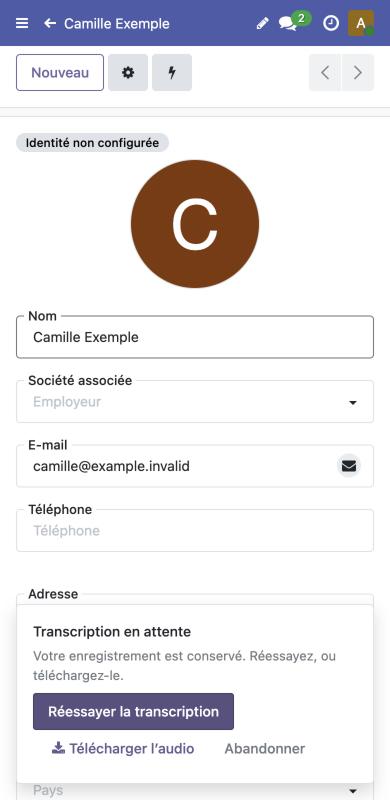 Camille Exemple
2
A
Nouveau
Identité non configurée
C
Nom
Camille Exemple
Société associée
Employeur
E-mail
camille@example.invalid
Téléphone
Téléphone
Adresse
Transcription en attente
Votre enregistrement est conservé. Réessayez, ou
téléchargez-le.
Réessayer la transcription
Télécharger l’audio
Abandonner
Pays